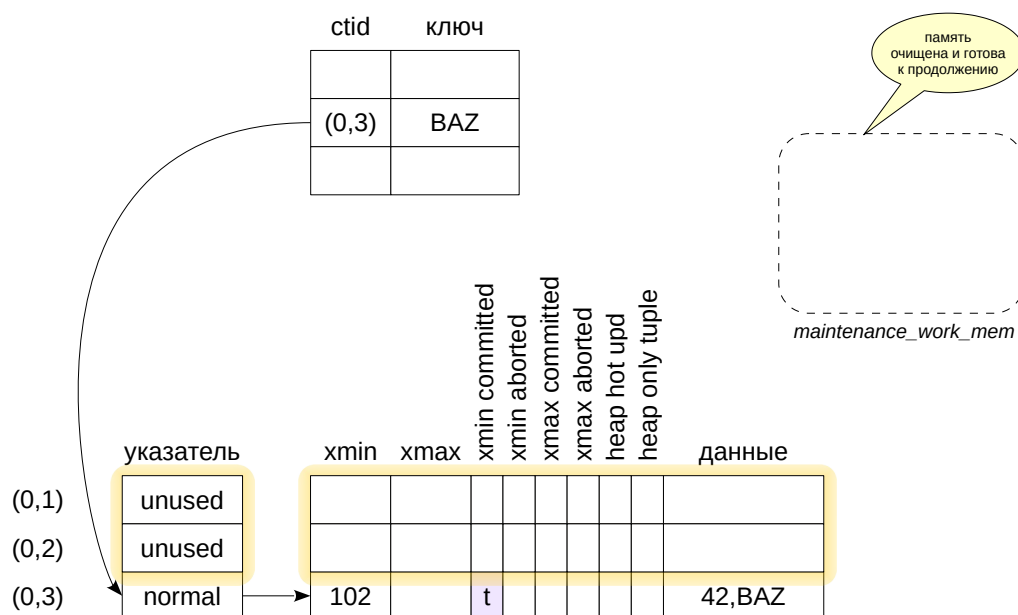 ctid ключ
(0,3) BAZ
память
очищена и готова
к продолжению
maintenance_work_mem
указатель xmin xmax xmin committed xmin aborted xmax committed xmax aborted heap hot upd heap only tuple данные
(0,1) unused
(0,2) unused
(0,3) normal 102 t 42,BAZ